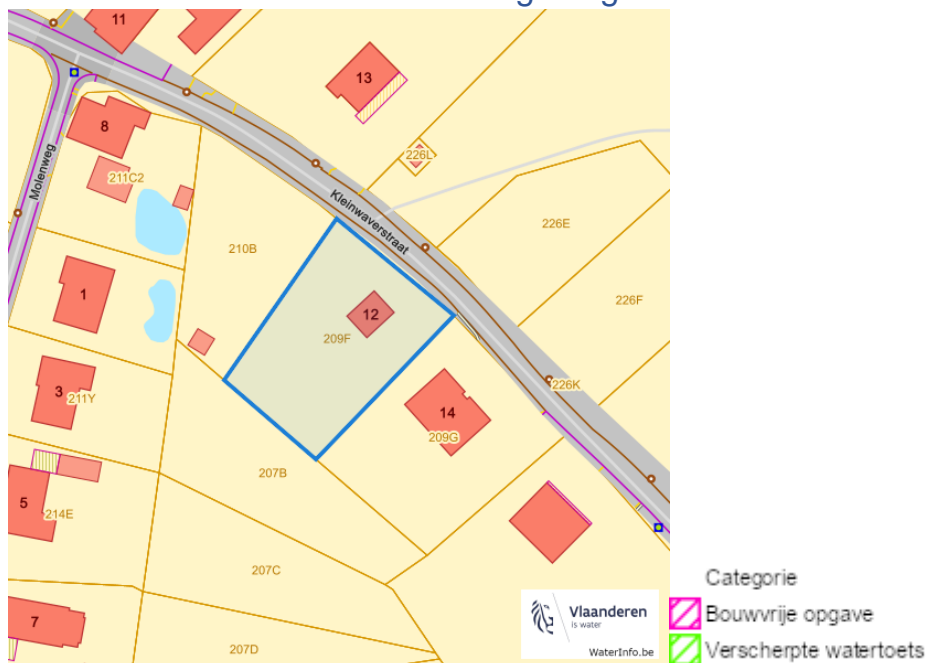 11
13
8
226L
211C2
Molenweg
Kleinwaverstraat
210B
226E
1
226F
12
209F
226K
3
211Y
14
209G
207B
5
214E
207C
7
207D
Vlaanderen
is water
WaterInfo.be
Categorie
Bouwvrije opgave
Verscherpte watertoets